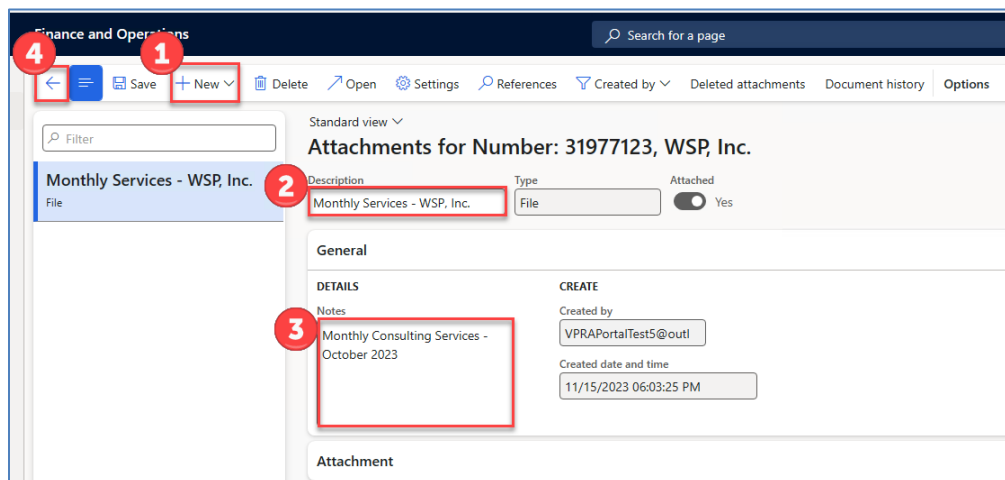 Finance and Operations
Search for a page
4
1
Save
New
Delete
Open
Settings
References
Created by
Deleted attachments
Document history
Options
Filter
Monthly Services - WSP, Inc.
File
Standard view
Attachments for Number: 31977123, WSP, Inc.
2
Description
Type
Attached
Monthly Services - WSP, Inc.
File
Yes
General
DETAILS
CREATE
Notes
Created by
3
Monthly Consulting Services -
October 2023
VPRAPortalTest5@outl
Created date and time
11/15/2023 06:03:25 PM
Attachment